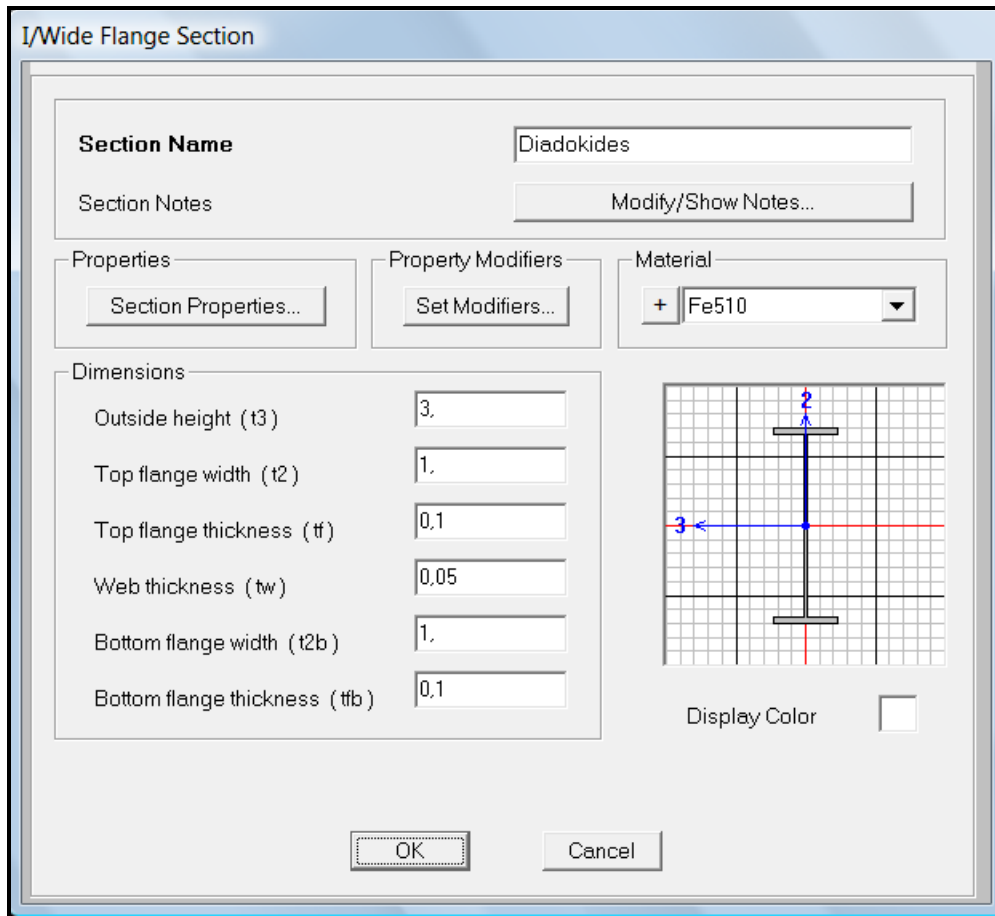 I/Wide Flange Section
Section Name Diadokides
Section Notes Modify/Show Notes...
Properties Property Modifiers Material
Section Properties... Set Modifiers... + Fe510
Dimensions
Outside height (t3) 3,
Top flange width (t2) 1,
Top flange thickness (tf) 0,1
Web thickness (tw) 0,05
Bottom flange width (t2b) 1,
Bottom flange thickness (tfb) 0,1
2
3
Display Color
OK Cancel